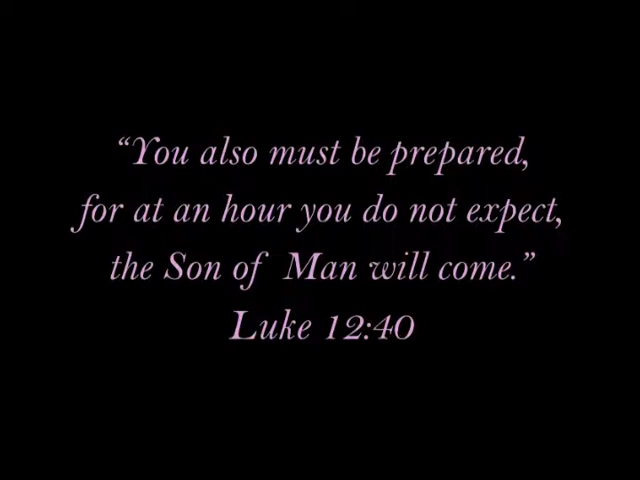 “You also must be prepared,
for at an hour you do not expect,
the Son of Man will come.”
Luke 12:40